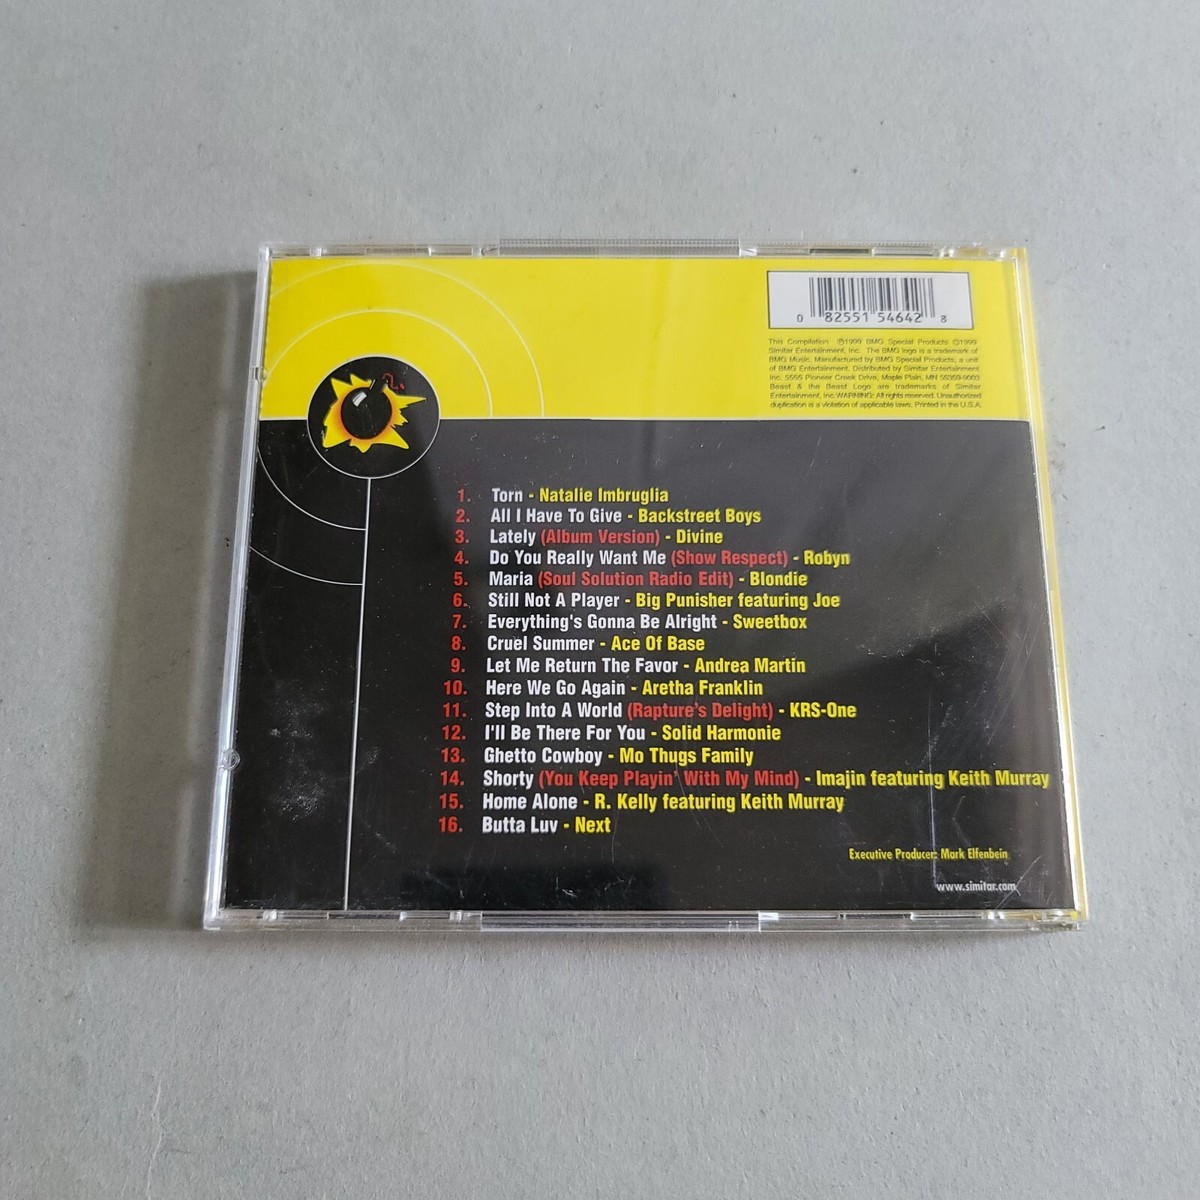 0 82551 54642 8
This Compilation ℗1999 BMG Special Products ©1999
Similar Entertainment, Inc. The BMG logo is a trademark of
BMG Music. Manufactured by BMG Special Products, a unit
of BMG Entertainment. Distributed by Simitar Entertainment
Inc. 5555 Pioneer Creek Drive, Maple Plain, MN 55359-9003
Beast & the Beast Logo are trademarks of Simitar
Entertainment, Inc. WARNING: All rights reserved. Unauthorized
duplication is a violation of applicable laws. Printed in the U.S.A.
2.
1. Torn - Natalie Imbruglia
2. All I Have To Give - Backstreet Boys
3. Lately (Album Version) - Divine
4. Do You Really Want Me (Show Respect) - Robyn
5. Maria (Soul Solution Radio Edit) - Blondie
6. Still Not A Player - Big Punisher featuring Joe
7. Everything's Gonna Be Alright - Sweetbox
8. Cruel Summer - Ace Of Base
9. Let Me Return The Favor - Andrea Martin
10. Here We Go Again - Aretha Franklin
11. Step Into A World (Rapture's Delight) - KRS-One
12. I'll Be There For You - Solid Harmonie
13. Ghetto Cowboy - Mo Thugs Family
14. Shorty (You Keep Playin' With My Mind) - Imajin featuring Keith Murray
15. Home Alone - R. Kelly featuring Keith Murray
16. Butta Luv - Next
Executive Producer: Mark Elfenbein
www.simitar.com